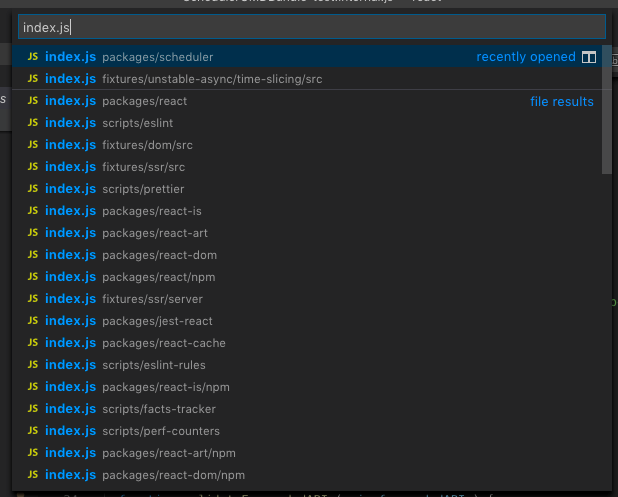 index.js
JS index.js packages/scheduler recently opened
JS index.js fixtures/unstable-async/time-slicing/src
JS index.js packages/react file results
JS index.js scripts/eslint
JS index.js fixtures/dom/src
JS index.js fixtures/ssr/src
JS index.js scripts/prettier
JS index.js packages/react-is
JS index.js packages/react-art
JS index.js packages/react-dom
JS index.js packages/react/npm
JS index.js fixtures/ssr/server
JS index.js packages/jest-react
JS index.js packages/react-cache
JS index.js scripts/eslint-rules
JS index.js packages/react-is/npm
JS index.js scripts/facts-tracker
JS index.js scripts/perf-counters
JS index.js packages/react-art/npm
JS index.js packages/react-dom/npm